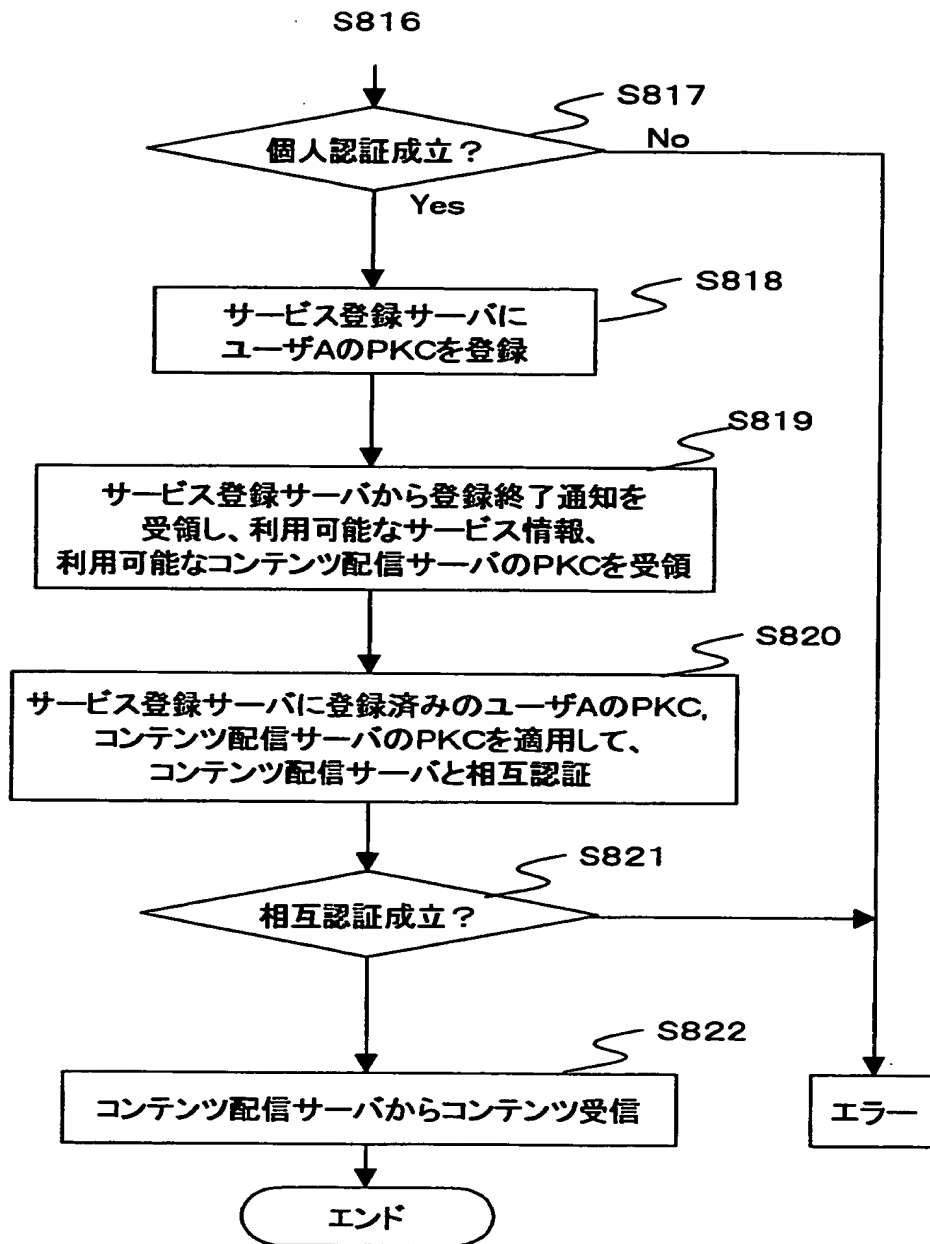 S816
S817
個人認証成立?
No
Yes
S818
サービス登録サーバに
ユーザAのPKCを登録
S819
サービス登録サーバから登録終了通知を
受領し、利用可能なサービス情報、
利用可能なコンテンツ配信サーバのPKCを受領
S820
サービス登録サーバに登録済みのユーザAのPKC,
コンテンツ配信サーバのPKCを適用して、
コンテンツ配信サーバと相互認証
S821
相互認証成立?
S822
コンテンツ配信サーバからコンテンツ受信
エラー
エンド